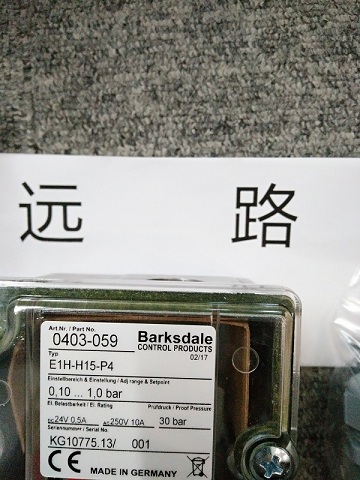 远 路
Art.Nr. / Part No.
0403-059
Barksdale
CONTROL PRODUCTS
02/17
Typ
E1H-H15-P4
Einstellbereich & Einstellung / Adj range & Setpoint
0,10 ... 1,0 bar
El. Belastbarkeit / El. Rating
Prüfdruck / Proof Pressure
DC24V 0.5A AC250V 10A 30 bar
Seriennummer / Serial No.
KG10775.13/ 001
CE MADE IN GERMANY